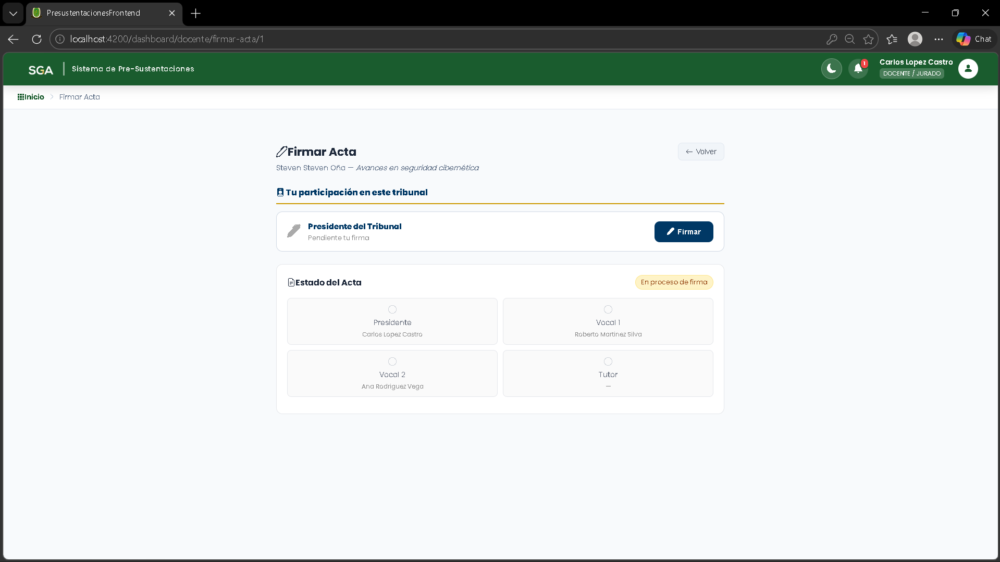 PresustentacionesFrontend
localhost:4200/dashboard/docente/firmar-acta/1
Chat
SGA
Sistema de Pre-Sustentaciones
1
Carlos Lopez Castro
DOCENTE / JURADO
Inicio
Firmar Acta
Firmar Acta
Volver
Steven Steven Oña — Avances en seguridad cibernética
Tu participación en este tribunal
Presidente del Tribunal
Pendiente tu firma
Firmar
Estado del Acta
En proceso de firma
Presidente
Carlos Lopez Castro
Vocal 1
Roberto Martinez Silva
Vocal 2
Ana Rodriguez Vega
Tutor
—